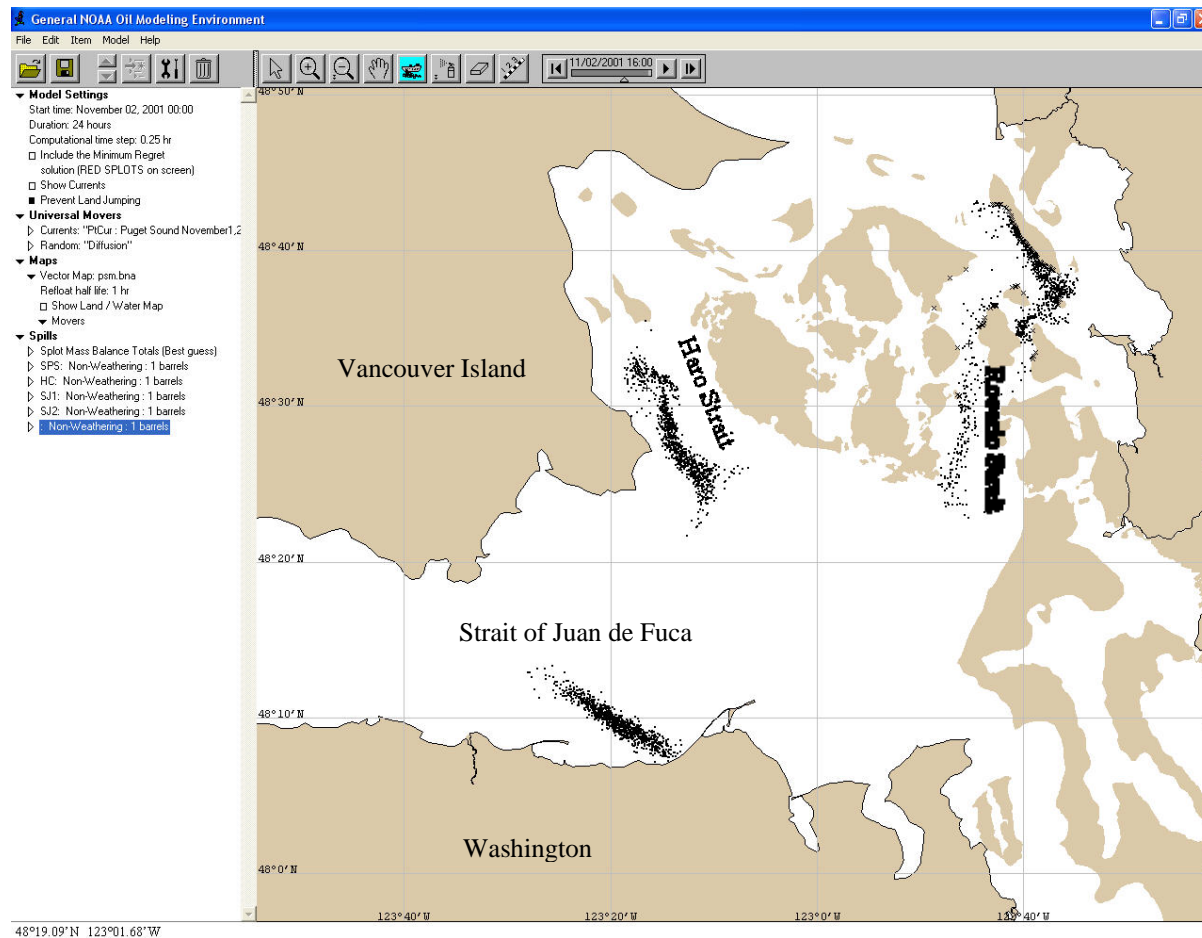 General NOAA Oil Modeling Environment
File Edit Item Model Help
11/02/2001 16:00
Model Settings
Start time: November 02, 2001 00:00
Duration: 24 hours
Computational time step: 0.25 hr
Include the Minimum Regret
solution (RED SPLOTS on screen)
Show Currents
Prevent Land Jumping
Universal Movers
Currents: "PtCur : Puget Sound November1,2
Random: "Diffusion"
Maps
Vector Map: psm.bna
Refloat half life: 1 hr
Show Land / Water Map
Movers
Spills
Splot Mass Balance Totals (Best guess)
SPS: Non-Weathering : 1 barrels
HC: Non-Weathering : 1 barrels
SJ1: Non-Weathering : 1 barrels
SJ2: Non-Weathering : 1 barrels
: Non-Weathering : 1 barrels
48°50'N
48°40'N
Haro Strait
Vancouver Island
48°30'N
48°20'N
Strait of Juan de Fuca
48°10'N
Washington
48°0'N
123°40'W
123°20'W
123°0'W
122°40'W
48°19.09'N 123°01.68'W